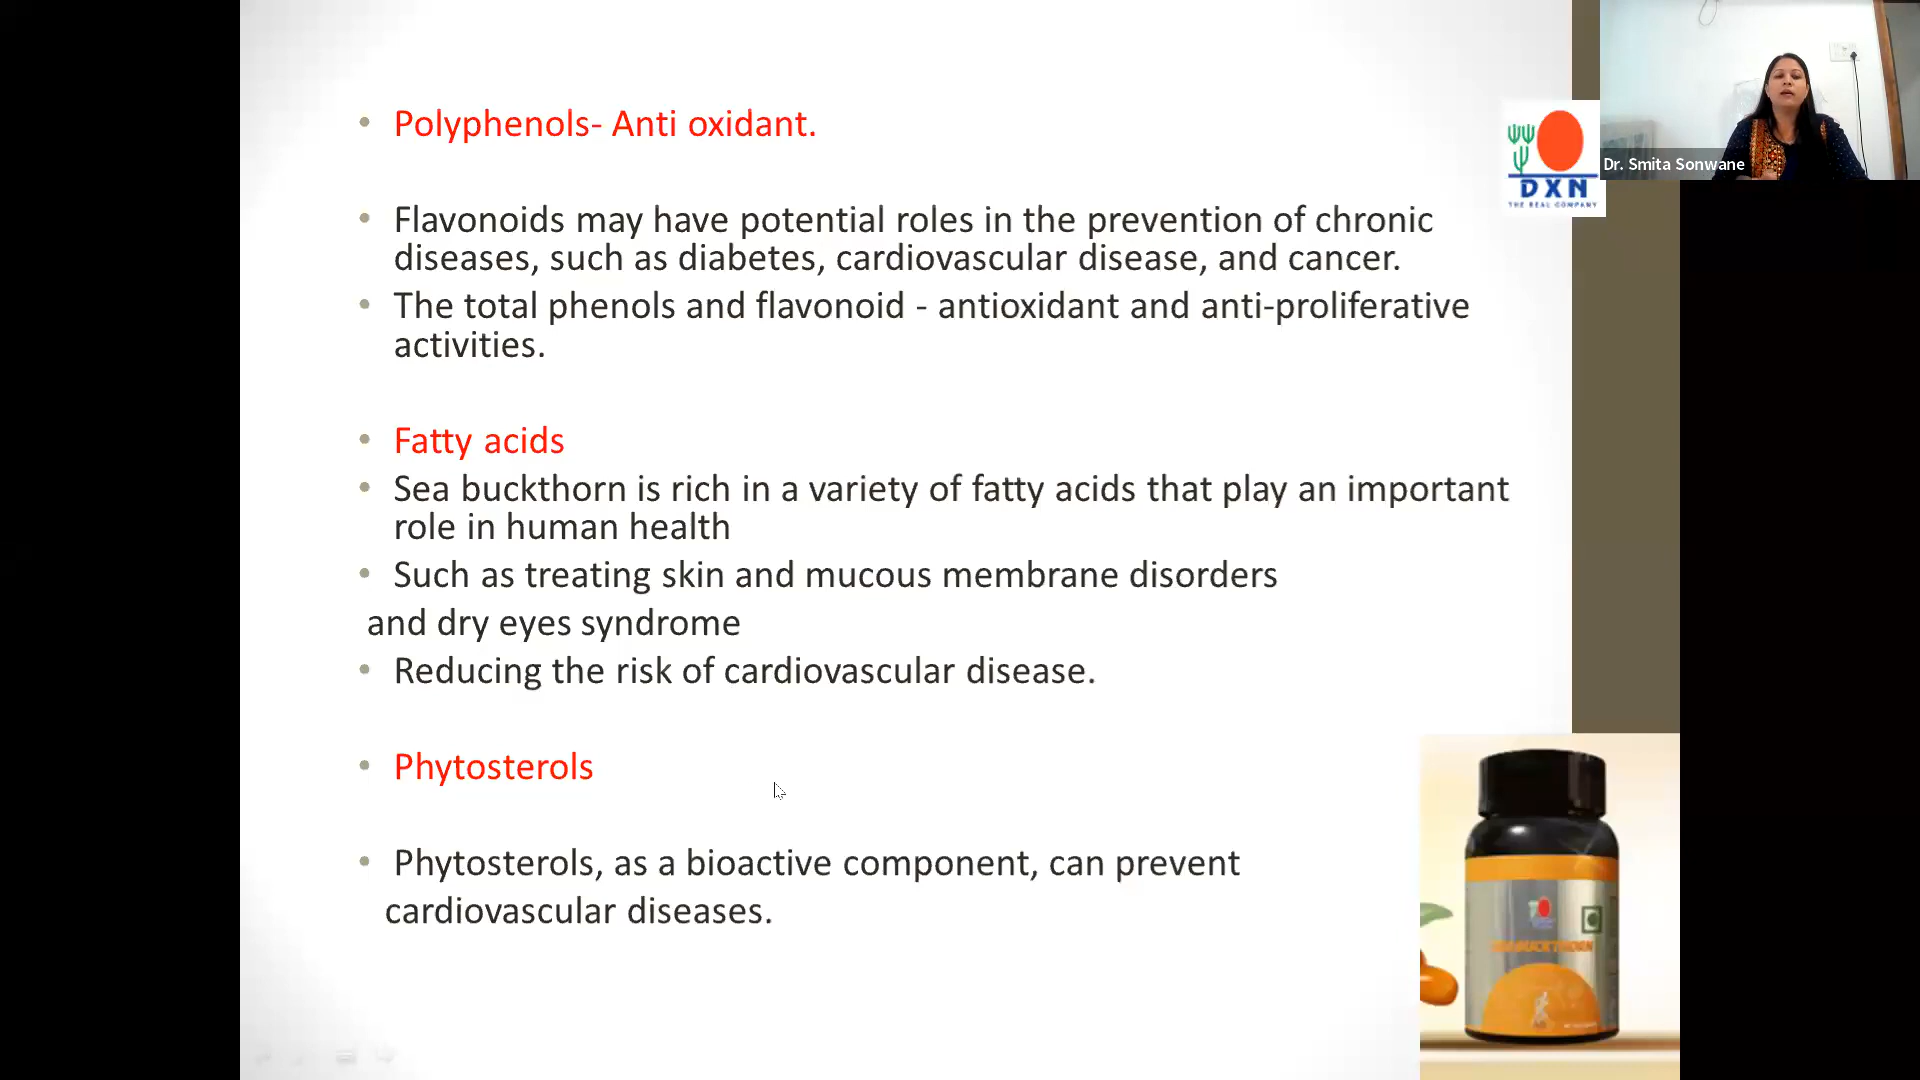 Polyphenols- Anti oxidant.
Flavonoids may have potential roles in the prevention of chronic
diseases, such as diabetes, cardiovascular disease, and cancer.
The total phenols and flavonoid - antioxidant and anti-proliferative
activities.
Fatty acids
Sea buckthorn is rich in a variety of fatty acids that play an important
role in human health
Such as treating skin and mucous membrane disorders
and dry eyes syndrome
Reducing the risk of cardiovascular disease.
Phytosterols
Phytosterols, as a bioactive component, can prevent
cardiovascular diseases.
DXN
THE REAL COMPANY
Dr. Smita Sonwane